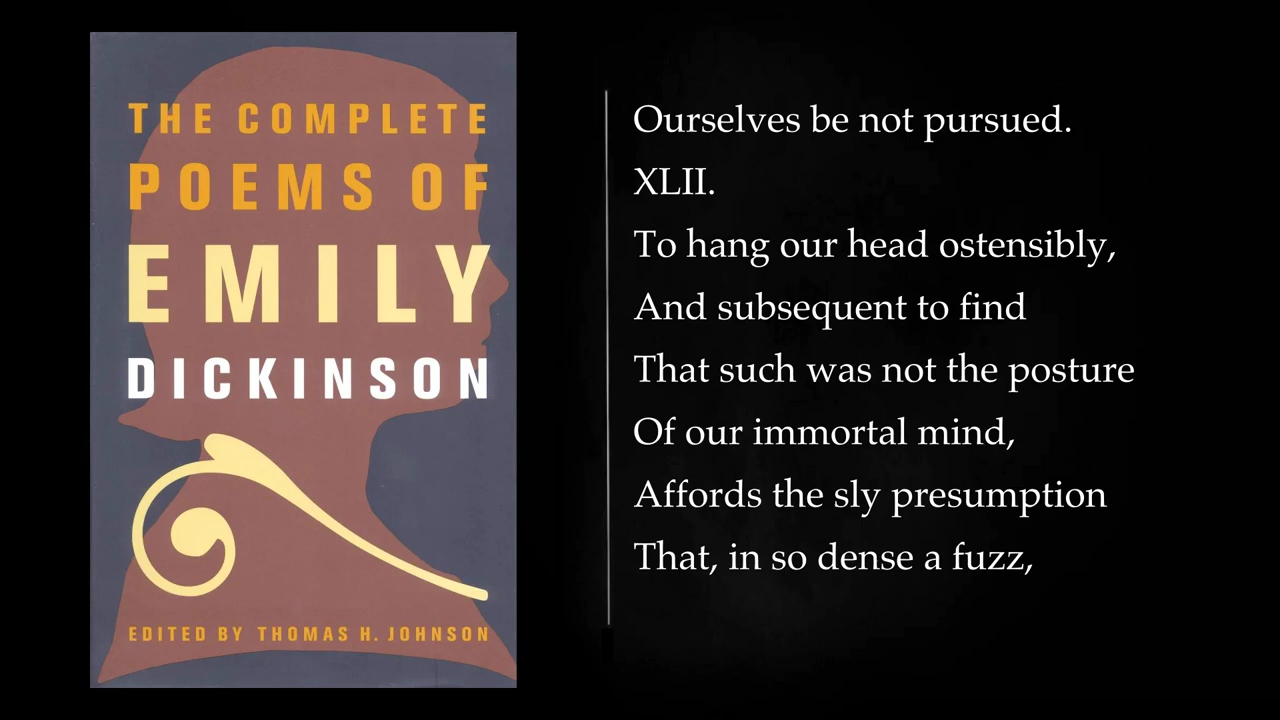 THE COMPLETE
POEMS OF
EMILY
DICKINSON
EDITED BY THOMAS H. JOHNSON
Ourselves be not pursued.
XLII.
To hang our head ostensibly,
And subsequent to find
That such was not the posture
Of our immortal mind,
Affords the sly presumption
That, in so dense a fuzz,